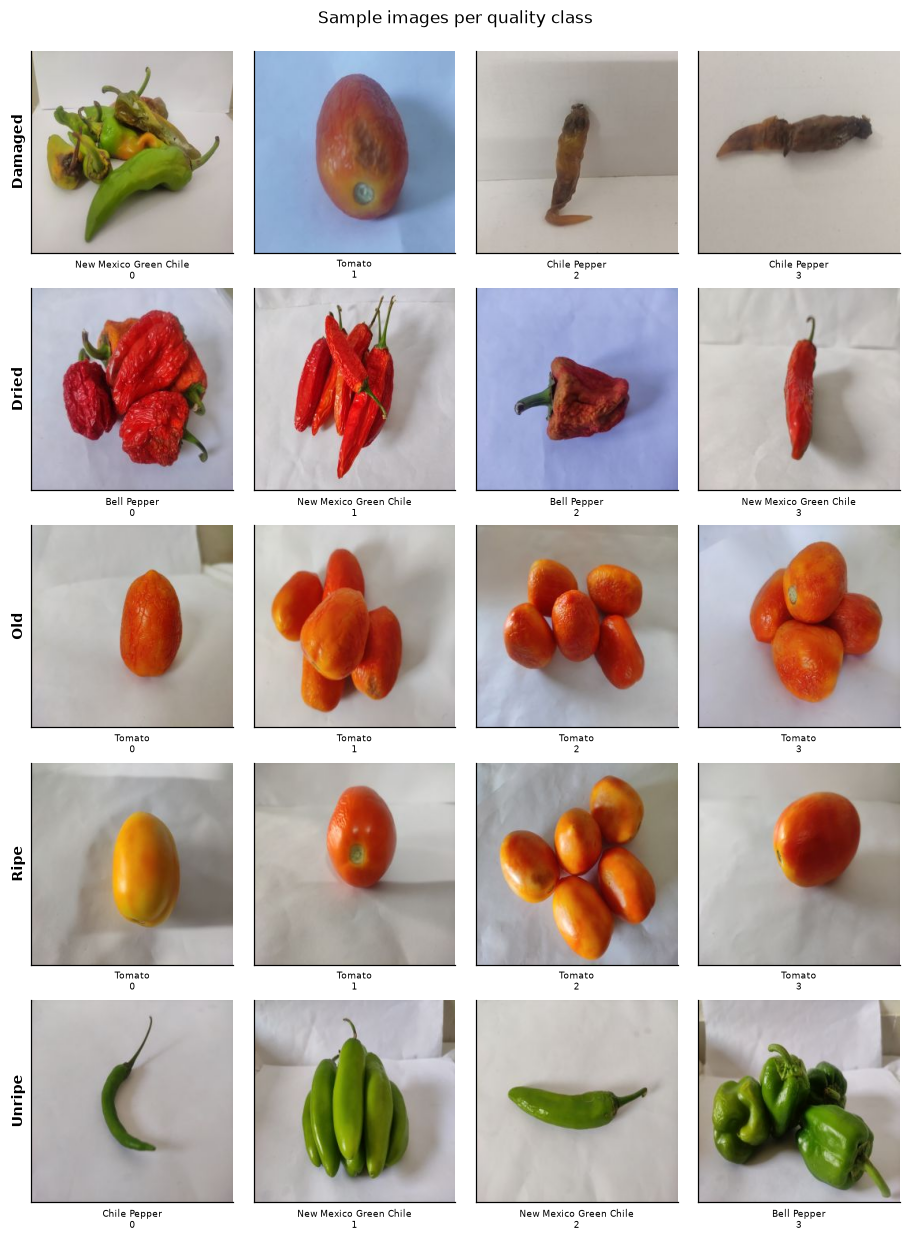 Sample images per quality class
Damaged
New Mexico Green Chile
0
Tomato
1
Chile Pepper
2
Chile Pepper
3
Dried
Bell Pepper
0
New Mexico Green Chile
1
Bell Pepper
2
New Mexico Green Chile
3
Old
Tomato
0
Tomato
1
Tomato
2
Tomato
3
Ripe
Tomato
0
Tomato
1
Tomato
2
Tomato
3
Unripe
Chile Pepper
0
New Mexico Green Chile
1
New Mexico Green Chile
2
Bell Pepper
3